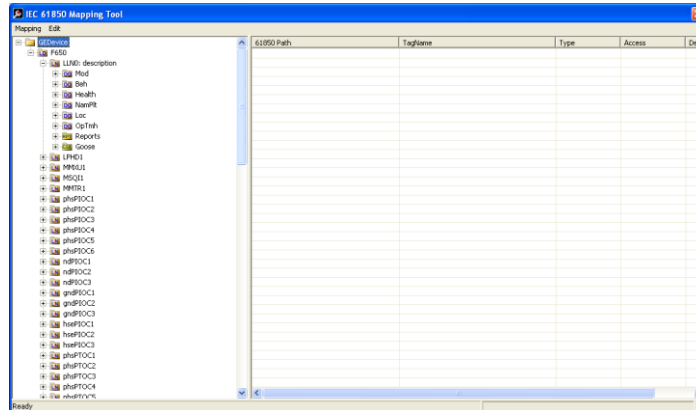 IEC 61850 Mapping Tool
Mapping Edit
GEDevice
F650
LLN0: description
Mod
Beh
Health
NamPlt
Loc
OpTmh
Reports
Goose
LPHD1
MMXU1
MSQI1
MMTR1
phsPIOC1
phsPIOC2
phsPIOC3
phsPIOC4
phsPIOC5
phsPIOC6
ndPIOC1
ndPIOC2
ndPIOC3
gndPIOC1
gndPIOC2
gndPIOC3
hsePIOC1
hsePIOC2
hsePIOC3
phsPTOC1
phsPTOC2
phsPTOC3
phsPTOC4
phsPTOC5
61850 Path TagName Type Access De
Ready